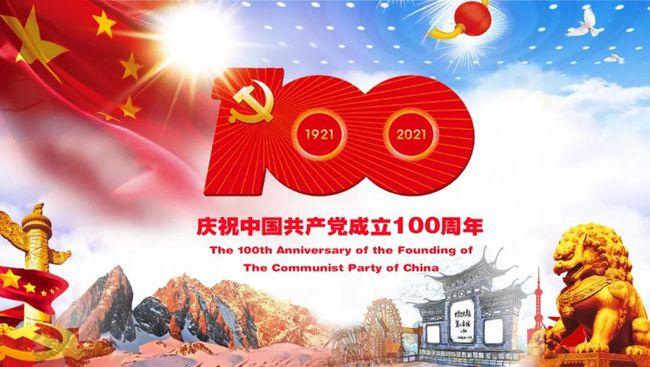 100
1921 2021
庆祝中国共产党成立100周年
The 100th Anniversary of the Founding of
The Communist Party of China